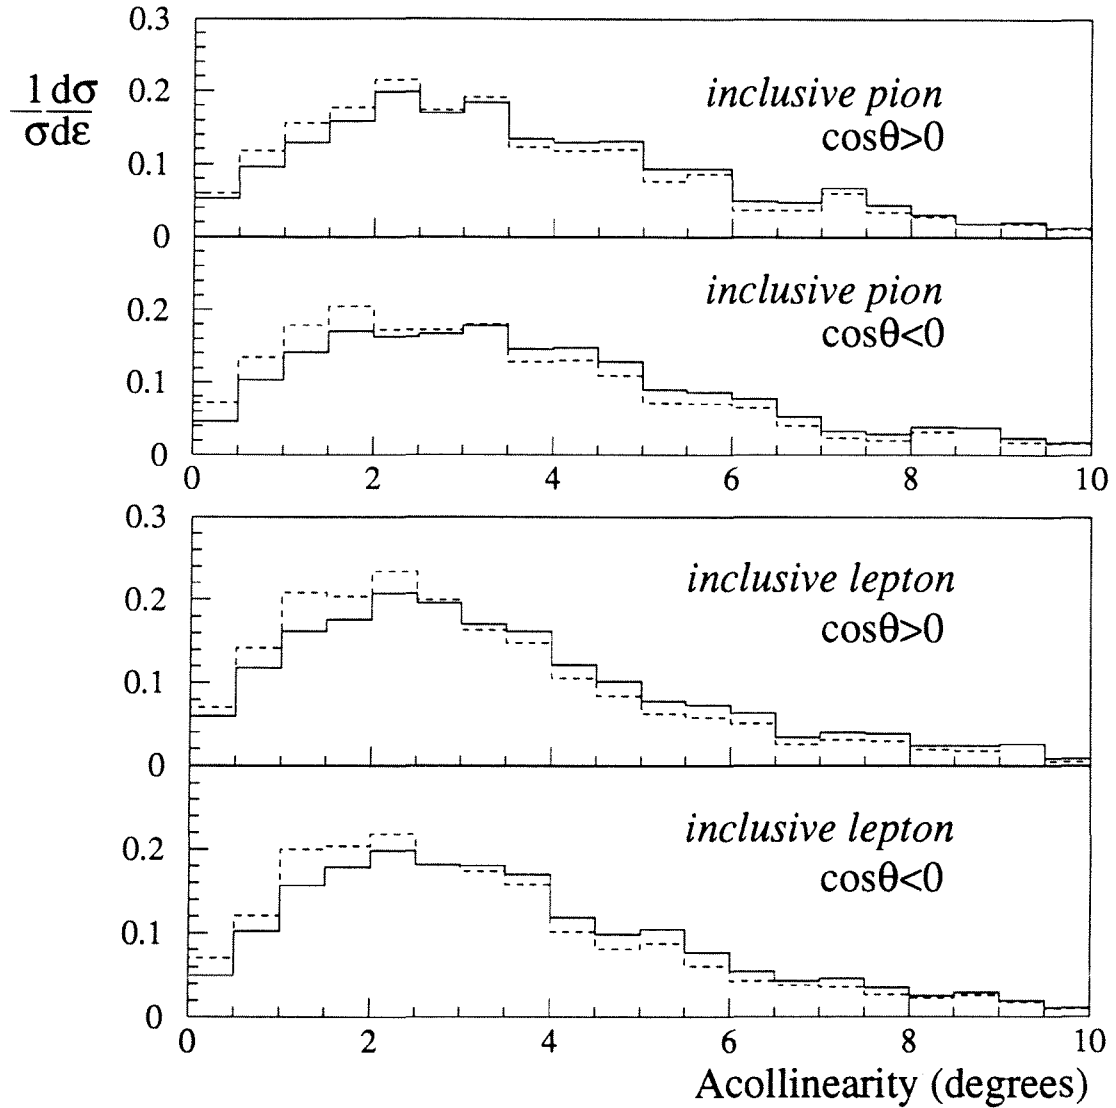 0.3
0.2
0.1
0
1 dσ
σ dε
inclusive pion
cosθ>0
0.2
0.1
0
inclusive pion
cosθ<0
0 2 4 6 8 10
0.3
0.2
0.1
0
inclusive lepton
cosθ>0
0.2
0.1
0
inclusive lepton
cosθ<0
0 2 4 6 8 10
Acollinearity (degrees)